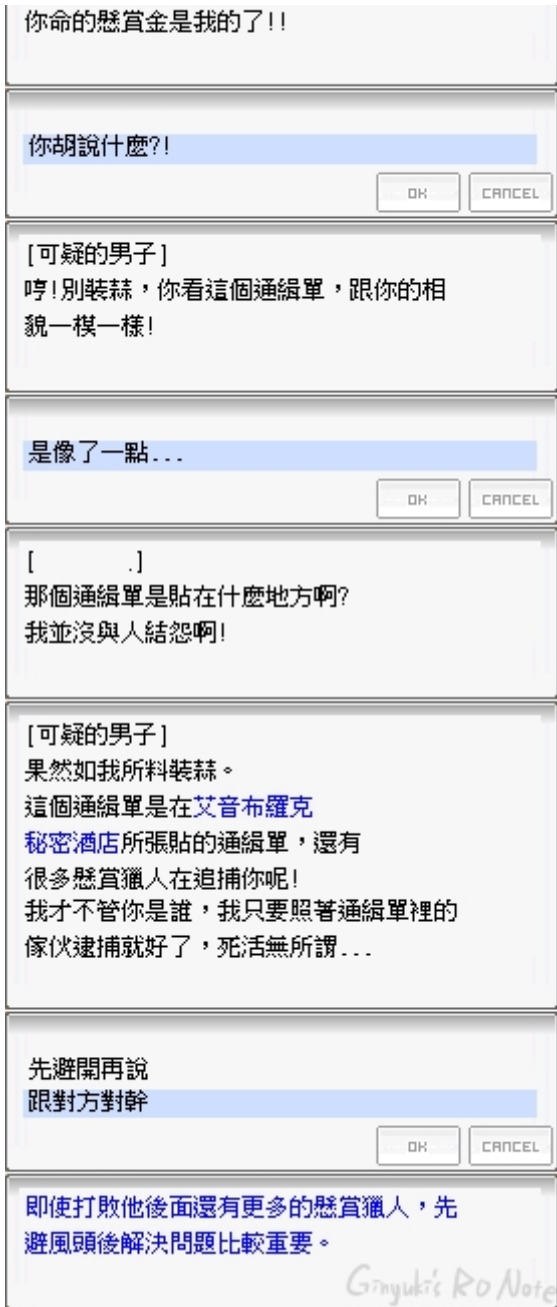 你命的懸賞金是我的了!!
你胡說什麼?!
OK
CANCEL
[可疑的男子]
哼!別裝蒜，你看這個通緝單，跟你的相
貌一模一樣!
是像了一點...
OK
CANCEL
[ .]
那個通緝單是貼在什麼地方啊?
我並沒與人結怨啊!
[可疑的男子]
果然如我所料裝蒜。
這個通緝單是在艾音布羅克
秘密酒店所張貼的通緝單，還有
很多懸賞獵人在追捕你呢!
我才不管你是誰，我只要照著通緝單裡的
傢伙逮捕就好了，死活無所謂...
先避開再說
跟對方對幹
OK
CANCEL
即使打敗他後面還有更多的懸賞獵人，先
避風頭後解決問題比較重要。
Ginyuki's RO Note